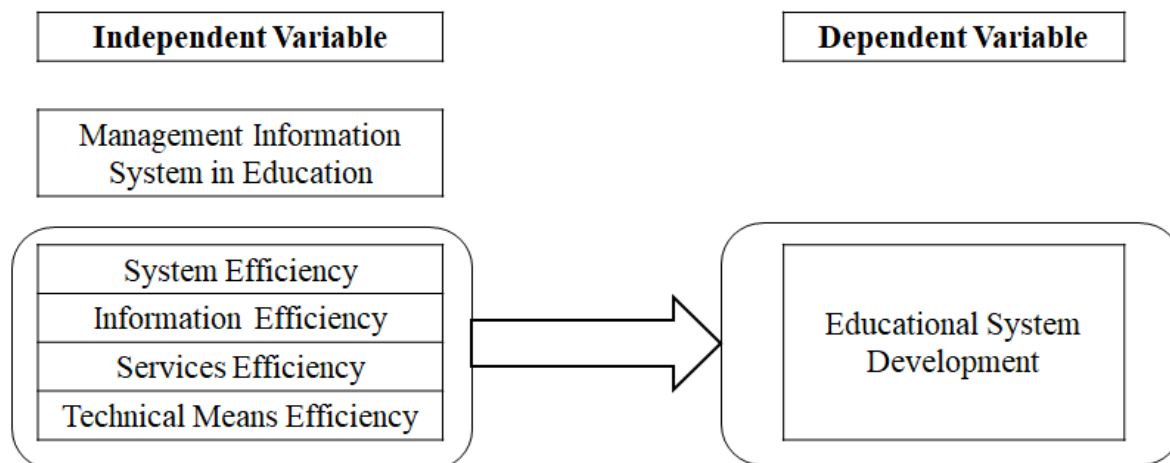 Independent Variable
Dependent Variable
Management Information
System in Education
System Efficiency
Information Efficiency
Services Efficiency
Technical Means Efficiency
Educational System
Development